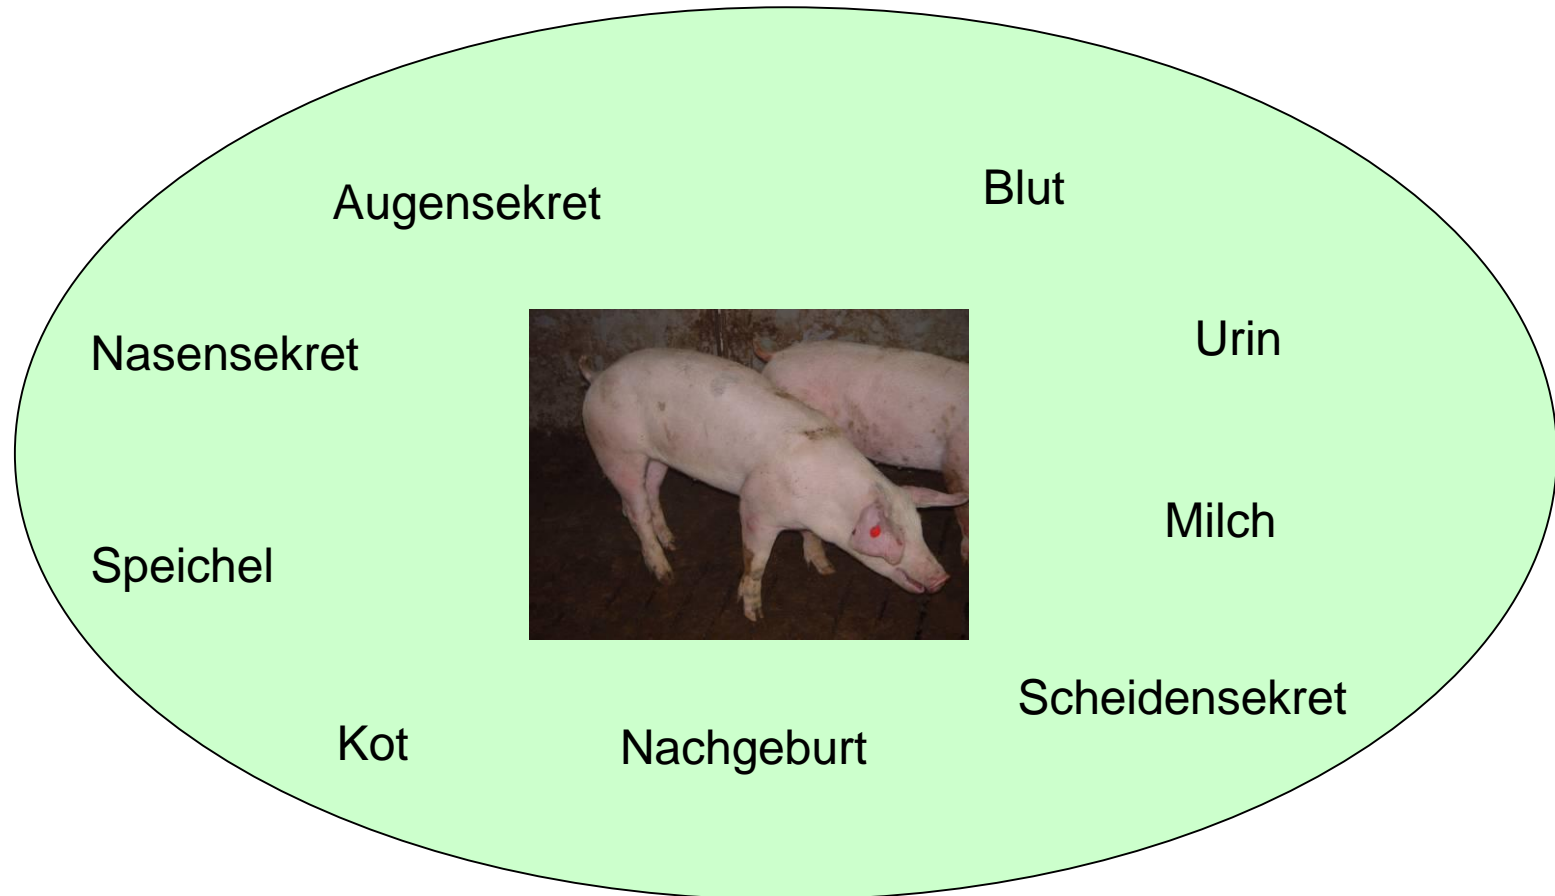 Augensekret
Blut
Nasensekret
Urin
Speichel
Milch
Kot
Nachgeburt
Scheidensekret